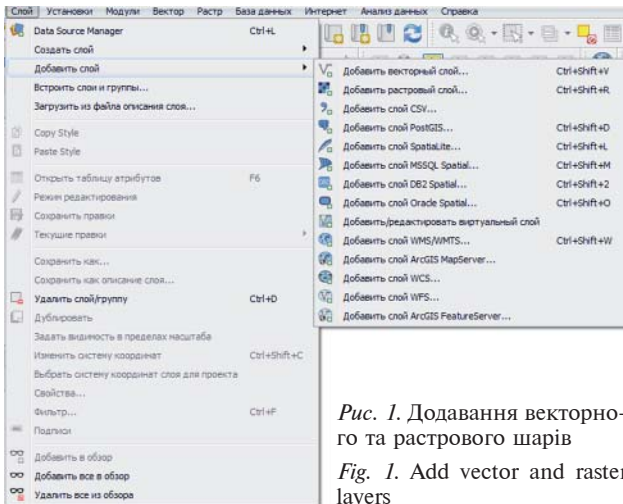 Слой Установки Модули Вектор Растр База данных Интернет Анализ данных Справка
Data Source Manager Ctrl+L
Создать слой
Добавить слой
Встроить слои и группы...
Загрузить из файла описания слоя...
Copy Style
Paste Style
Открыть таблицу атрибутов F6
Режим редактирования
Сохранить правки
Текущие правки
Сохранить как...
Сохранить как описание слоя...
Удалить слой/группу Ctrl+D
Дублировать
Задать видимость в пределах масштаба
Изменить систему координат Ctrl+Shift+C
Выбрать систему координат слоя для проекта
Свойства...
Фильтр... Ctrl+F
Подписи
Добавить в обзор
Добавить все в обзор
Удалить все из обзора
Добавить векторный слой... Ctrl+Shift+V
Добавить растровый слой... Ctrl+Shift+R
Добавить слой CSV...
Добавить слой PostGIS... Ctrl+Shift+D
Добавить слой SpatiaLite... Ctrl+Shift+L
Добавить слой MSSQL Spatial... Ctrl+Shift+M
Добавить слой DB2 Spatial... Ctrl+Shift+2
Добавить слой Oracle Spatial... Ctrl+Shift+O
Добавить/редактировать виртуальный слой
Добавить слой WMS/WMTS... Ctrl+Shift+W
Добавить слой ArcGIS MapServer...
Добавить слой WCS...
Добавить слой WFS...
Добавить слой ArcGIS FeatureServer...
Рис. 1. Додавання векторно-
го та растрового шарів
Fig. 1. Add vector and raster
layers